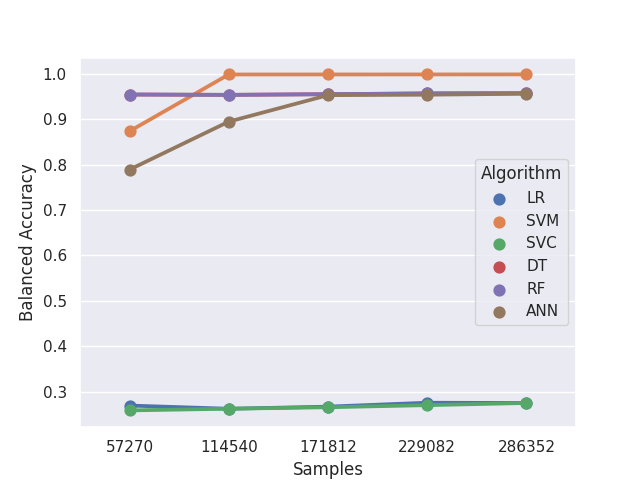 1.0
0.9
0.8
0.7
0.6
0.5
0.4
0.3
Balanced Accuracy
57270 114540 171812 229082 286352
Samples
Algorithm
LR
SVM
SVC
DT
RF
ANN